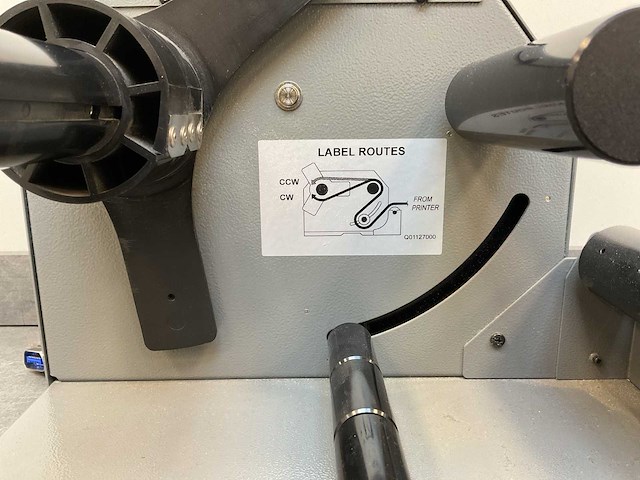 LABEL ROUTES
CCW
CW
FROM
PRINTER
Q01127000